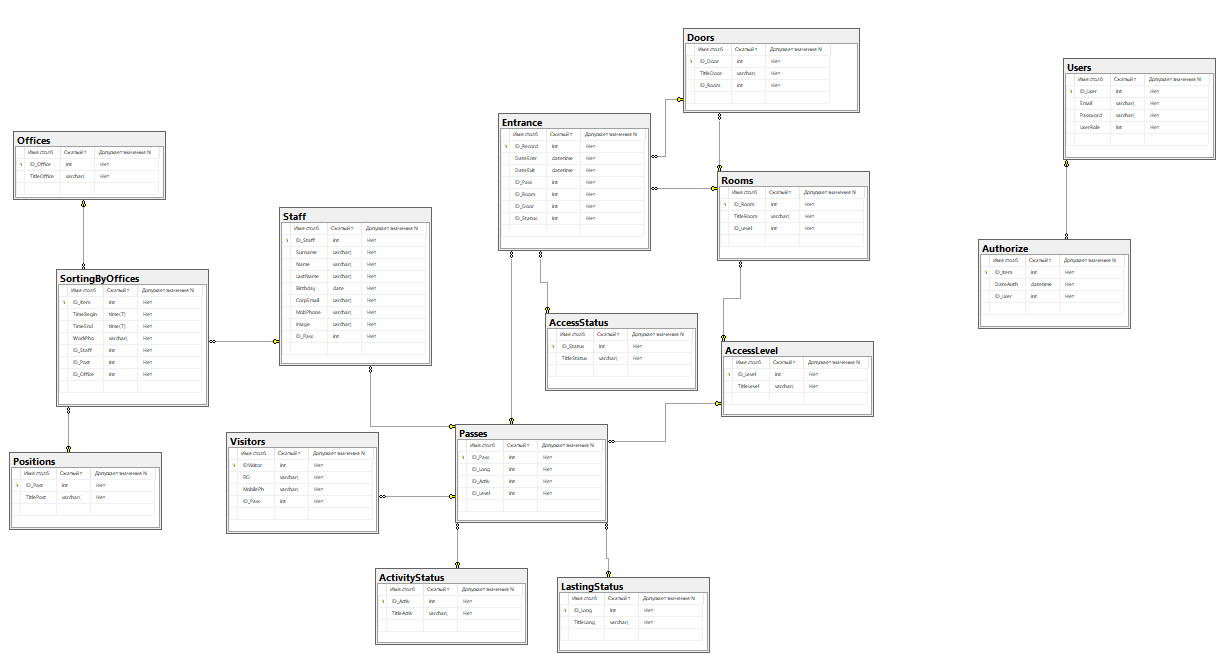 Doors
Имя столб Сжатый т Допускает значения N
ID_Door int Нет
TitleDoor varchar( Нет
ID_Room int Нет
Users
Имя столб Сжатый т Допускает значения N
ID_User int Нет
Email varchar( Нет
Password varchar( Нет
UserRole int Нет
Entrance
Имя столб Сжатый т Допускает значения N
ID_Record int Нет
DateEntr datetime Нет
DateExit datetime Нет
ID_Pass int Нет
ID_Room int Нет
ID_Door int Нет
ID_Status int Нет
Offices
Имя столб Сжатый т Допускает значения N
ID_Office int Нет
TitleOffice varchar( Нет
Rooms
Имя столб Сжатый т Допускает значения N
ID_Room int Нет
TitleRoom varchar( Нет
ID_Level int Нет
Staff
Имя столб Сжатый т Допускает значения N
ID_Staff int Нет
Surname varchar( Нет
Name varchar( Нет
LastName varchar( Нет
Birthday date Нет
CorpEmail varchar( Нет
MobPhone varchar( Нет
Image varchar( Нет
ID_Pass int Нет
Authorize
Имя столб Сжатый т Допускает значения N
ID_Item int Нет
DateAuth datetime Нет
ID_User int Нет
SortingByOffices
Имя столб Сжатый т Допускает значения N
ID_Item int Нет
TimeBegin time(7) Нет
TimeEnd time(7) Нет
WorkPho varchar( Нет
ID_Staff int Нет
ID_Post int Нет
ID_Office int Нет
AccessStatus
Имя столб Сжатый т Допускает значения N
ID_Status int Нет
TitleStatus varchar( Нет
AccessLevel
Имя столб Сжатый т Допускает значения N
ID_Level int Нет
TitleLevel varchar( Нет
Passes
Имя столб Сжатый т Допускает значения N
ID_Pass int Нет
ID_Long int Нет
ID_Activ int Нет
ID_Level int Нет
Visitors
Имя столб Сжатый т Допускает значения N
IDVisitor int Нет
varchar( Нет
MobilePh varchar( Нет
ID_Pass int Нет
Positions
Имя столб Сжатый т Допускает значения N
ID_Post int Нет
TitlePost varchar( Нет
ActivityStatus
Имя столб Сжатый т Допускает значения N
ID_Activ int Нет
TitleActiv varchar( Нет
LastingStatus
Имя столб Сжатый т Допускает значения N
ID_Long int Нет
TitleLong varchar( Нет